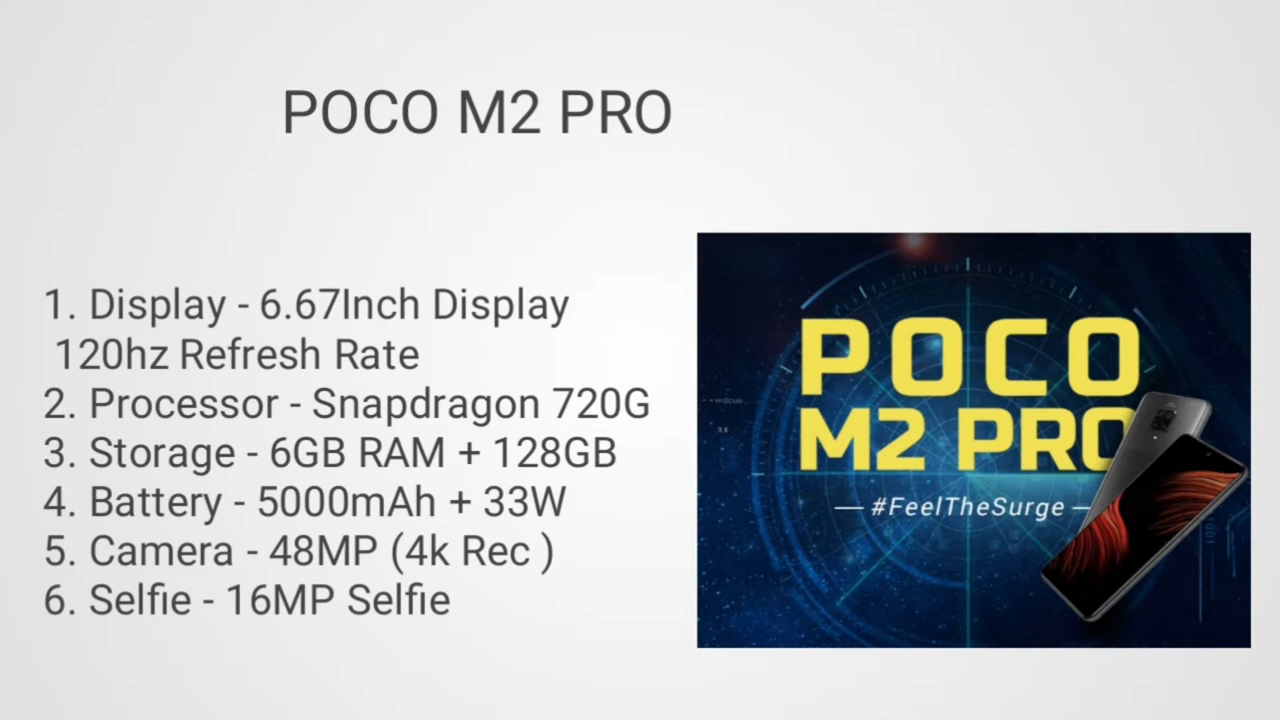 POCO M2 PRO
1. Display - 6.67Inch Display
120hz Refresh Rate
2. Processor - Snapdragon 720G
3. Storage - 6GB RAM + 128GB
4. Battery - 5000mAh + 33W
5. Camera - 48MP (4k Rec )
6. Selfie - 16MP Selfie
POCO
M2 PRO
— #FeelTheSurge —